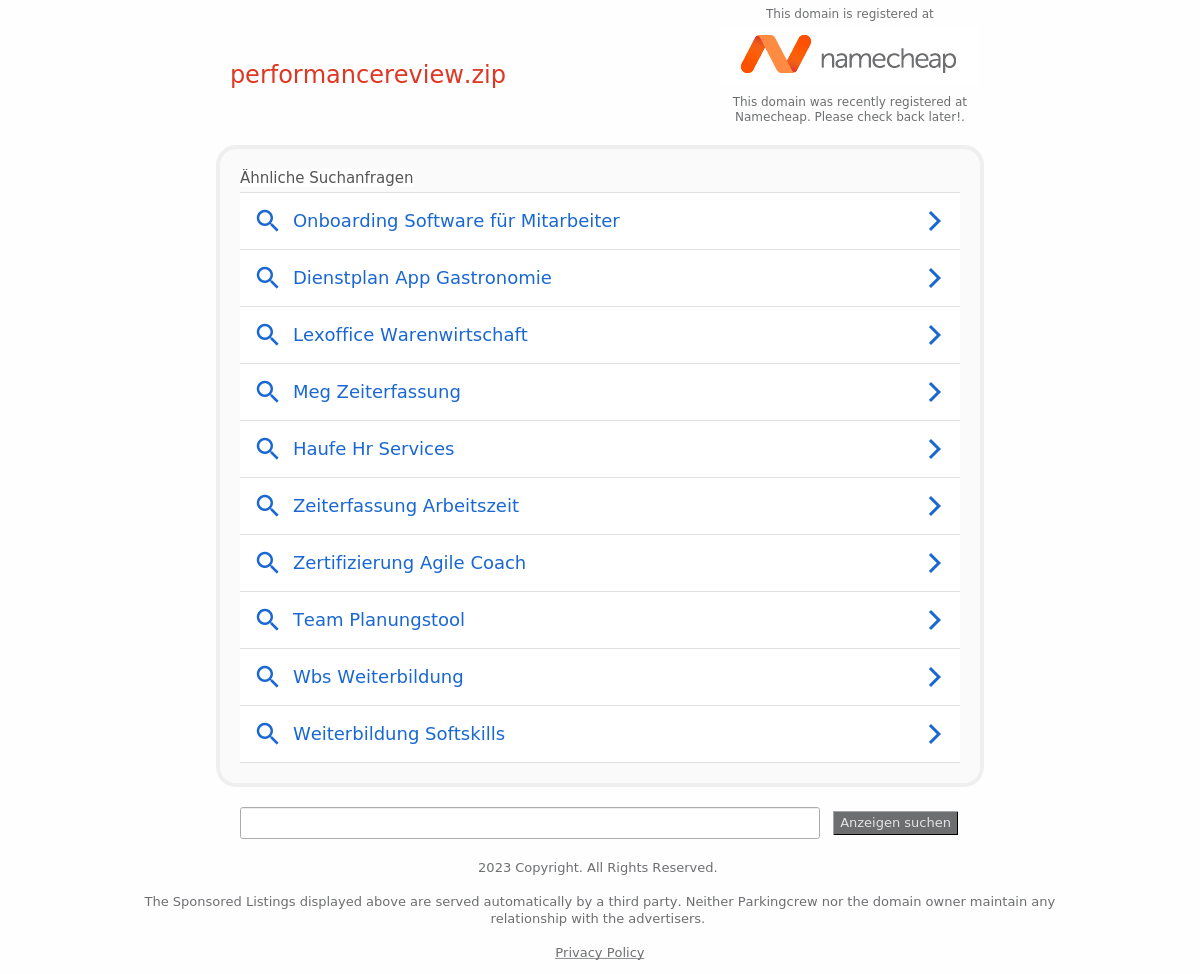 This domain is registered at
namecheap
performancereview.zip
This domain was recently registered at
Namecheap. Please check back later!.
Ähnliche Suchanfragen
Onboarding Software für Mitarbeiter
Dienstplan App Gastronomie
Lexoffice Warenwirtschaft
Meg Zeiterfassung
Haufe Hr Services
Zeiterfassung Arbeitszeit
Zertifizierung Agile Coach
Team Planungstool
Wbs Weiterbildung
Weiterbildung Softskills
Anzeigen suchen
2023 Copyright. All Rights Reserved.
The Sponsored Listings displayed above are served automatically by a third party. Neither Parkingcrew nor the domain owner maintain any
relationship with the advertisers.
Privacy Policy